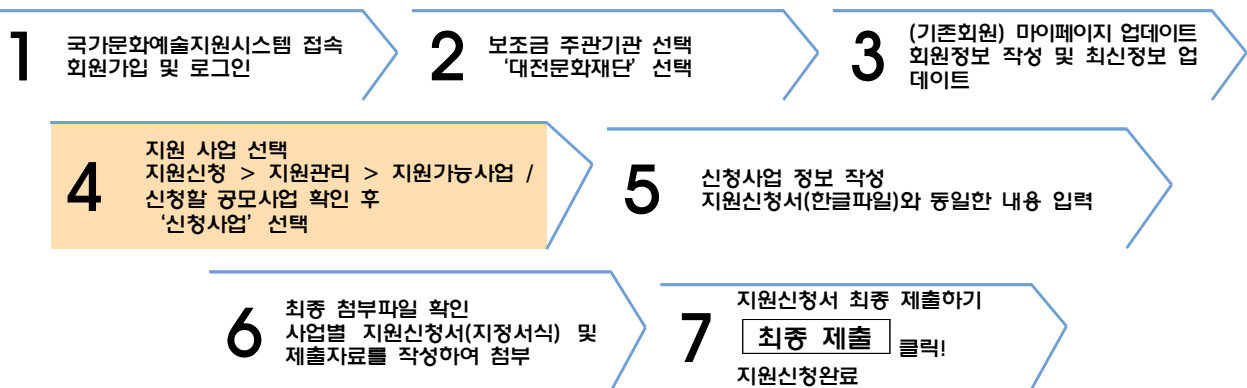 1
국가문화예술지원시스템 접속
회원가입 및 로그인
2
보조금 주관기관 선택
‘대전문화재단’ 선택
3
(기존회원) 마이페이지 업데이트
회원정보 작성 및 최신정보 업
데이트
4
지원 사업 선택
지원신청 > 지원관리 > 지원가능사업 /
신청할 공모사업 확인 후
‘신청사업’ 선택
5
신청사업 정보 작성
지원신청서(한글파일)와 동일한 내용 입력
6
최종 첨부파일 확인
사업별 지원신청서(지정서식) 및
제출자료를 작성하여 첨부
7
지원신청서 최종 제출하기
최종 제출 클릭!
지원신청완료